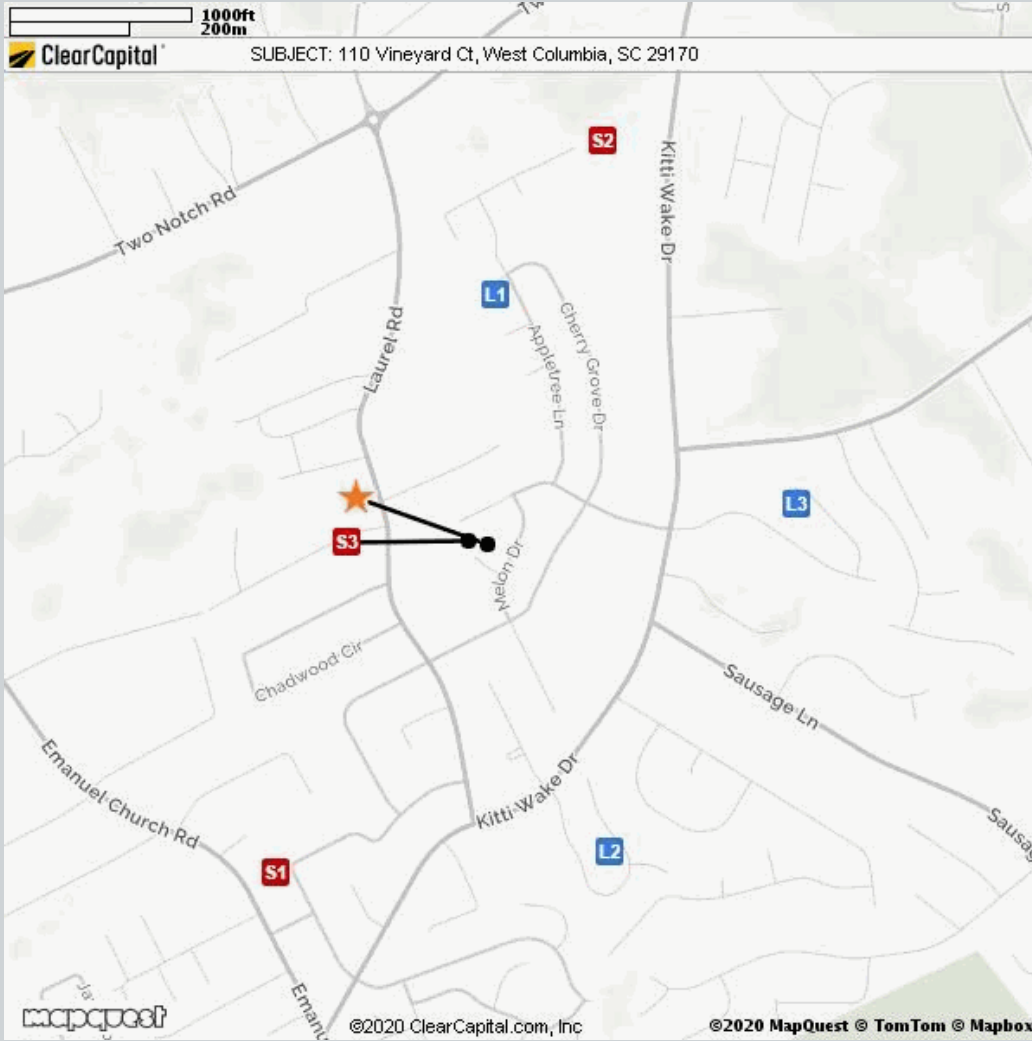 1000ft
200m
ClearCapital
SUBJECT: 110 Vineyard Ct, West Columbia, SC 29170
S2
Kitti-Wake Dr
Two Notch Rd
L1
Laurel Rd
Cherry Grove Dr
Appletree Ln
L3
S3
Melon Dr
Chadwood Cir
Sausage Ln
Emanuel Church Rd
Kitti-Wake Dr
L2
S1
mapquest
©2020 ClearCapital.com, Inc
©2020 MapQuest © TomTom © Mapbox